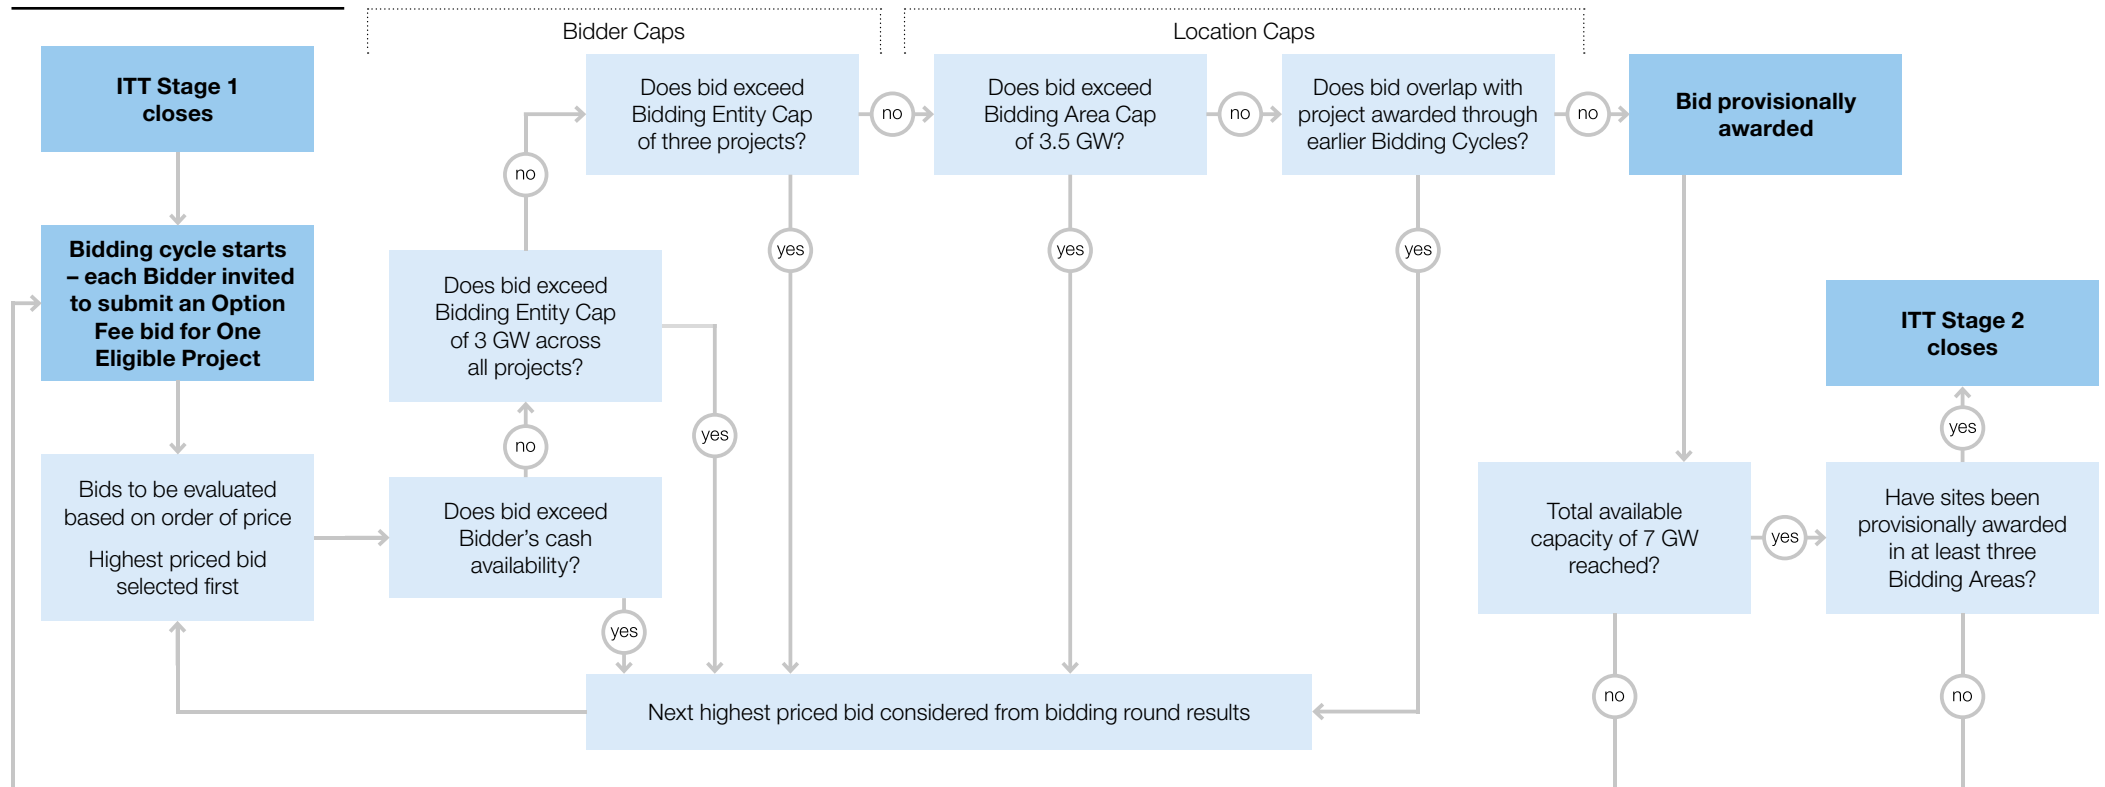 Bidder Caps
Location Caps
ITT Stage 1
closes
Bidding cycle starts
– each Bidder invited
to submit an Option
Fee bid for One
Eligible Project
Bids to be evaluated
based on order of price
Highest priced bid
selected first
Does bid exceed
Bidder’s cash
availability?
no
yes
Does bid exceed
Bidding Entity Cap
of 3 GW across
all projects?
no
yes
Does bid exceed
Bidding Entity Cap
of three projects?
no
yes
Does bid exceed
Bidding Area Cap
of 3.5 GW?
no
yes
Does bid overlap with
project awarded through
earlier Bidding Cycles?
no
yes
Bid provisionally
awarded
Next highest priced bid considered from bidding round results
Total available
capacity of 7 GW
reached?
yes
no
Have sites been
provisionally awarded
in at least three
Bidding Areas?
yes
no
ITT Stage 2
closes